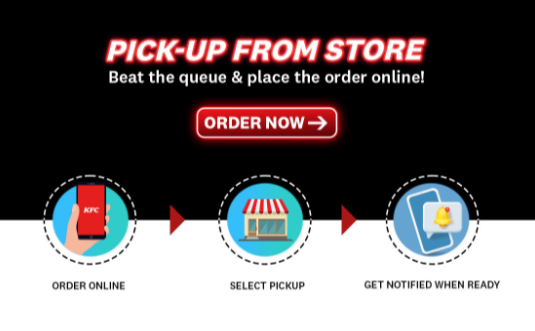 PICK-UP FROM STORE
Beat the queue & place the order online!
ORDER NOW
KFC
ORDER ONLINE
SELECT PICKUP
GET NOTIFIED WHEN READY